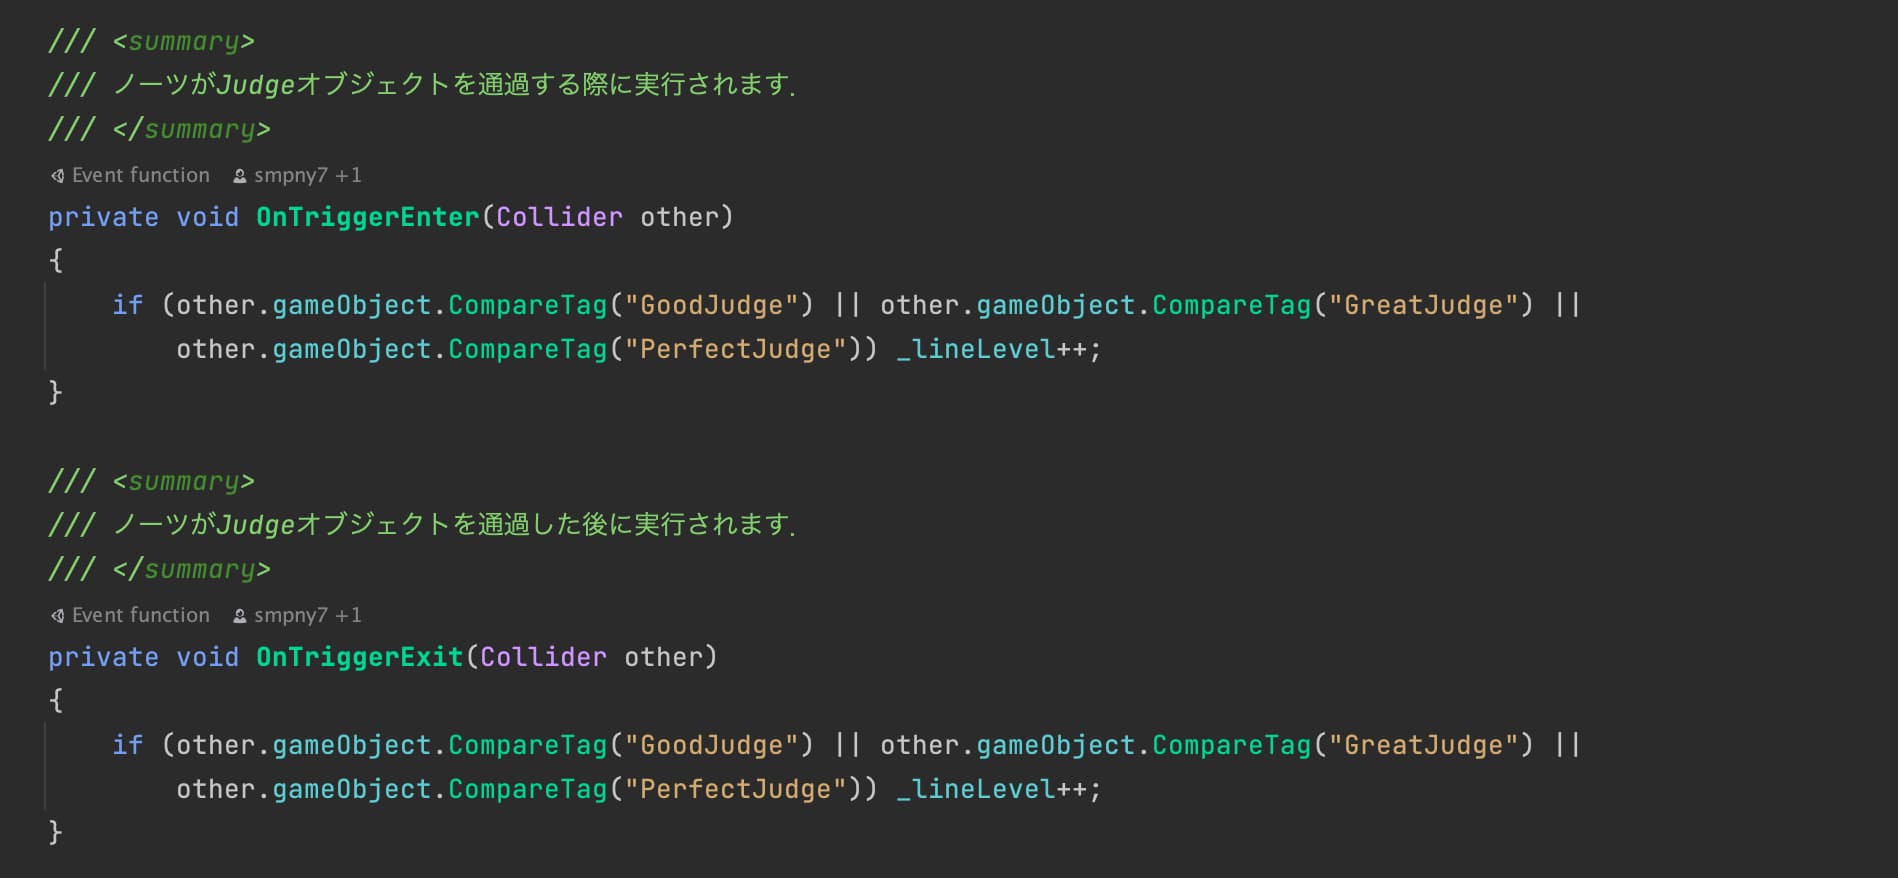 /// <summary>
/// ノーツがJudgeオブジェクトを通過する際に実行されます.
/// </summary>
Event function smpny7 +1
private void OnTriggerEnter(Collider other)
{
    if (other.gameObject.CompareTag("GoodJudge") || other.gameObject.CompareTag("GreatJudge") ||
        other.gameObject.CompareTag("PerfectJudge")) _lineLevel++;
}
/// <summary>
/// ノーツがJudgeオブジェクトを通過した後に実行されます.
/// </summary>
Event function smpny7 +1
private void OnTriggerExit(Collider other)
{
    if (other.gameObject.CompareTag("GoodJudge") || other.gameObject.CompareTag("GreatJudge") ||
        other.gameObject.CompareTag("PerfectJudge")) _lineLevel++;
}